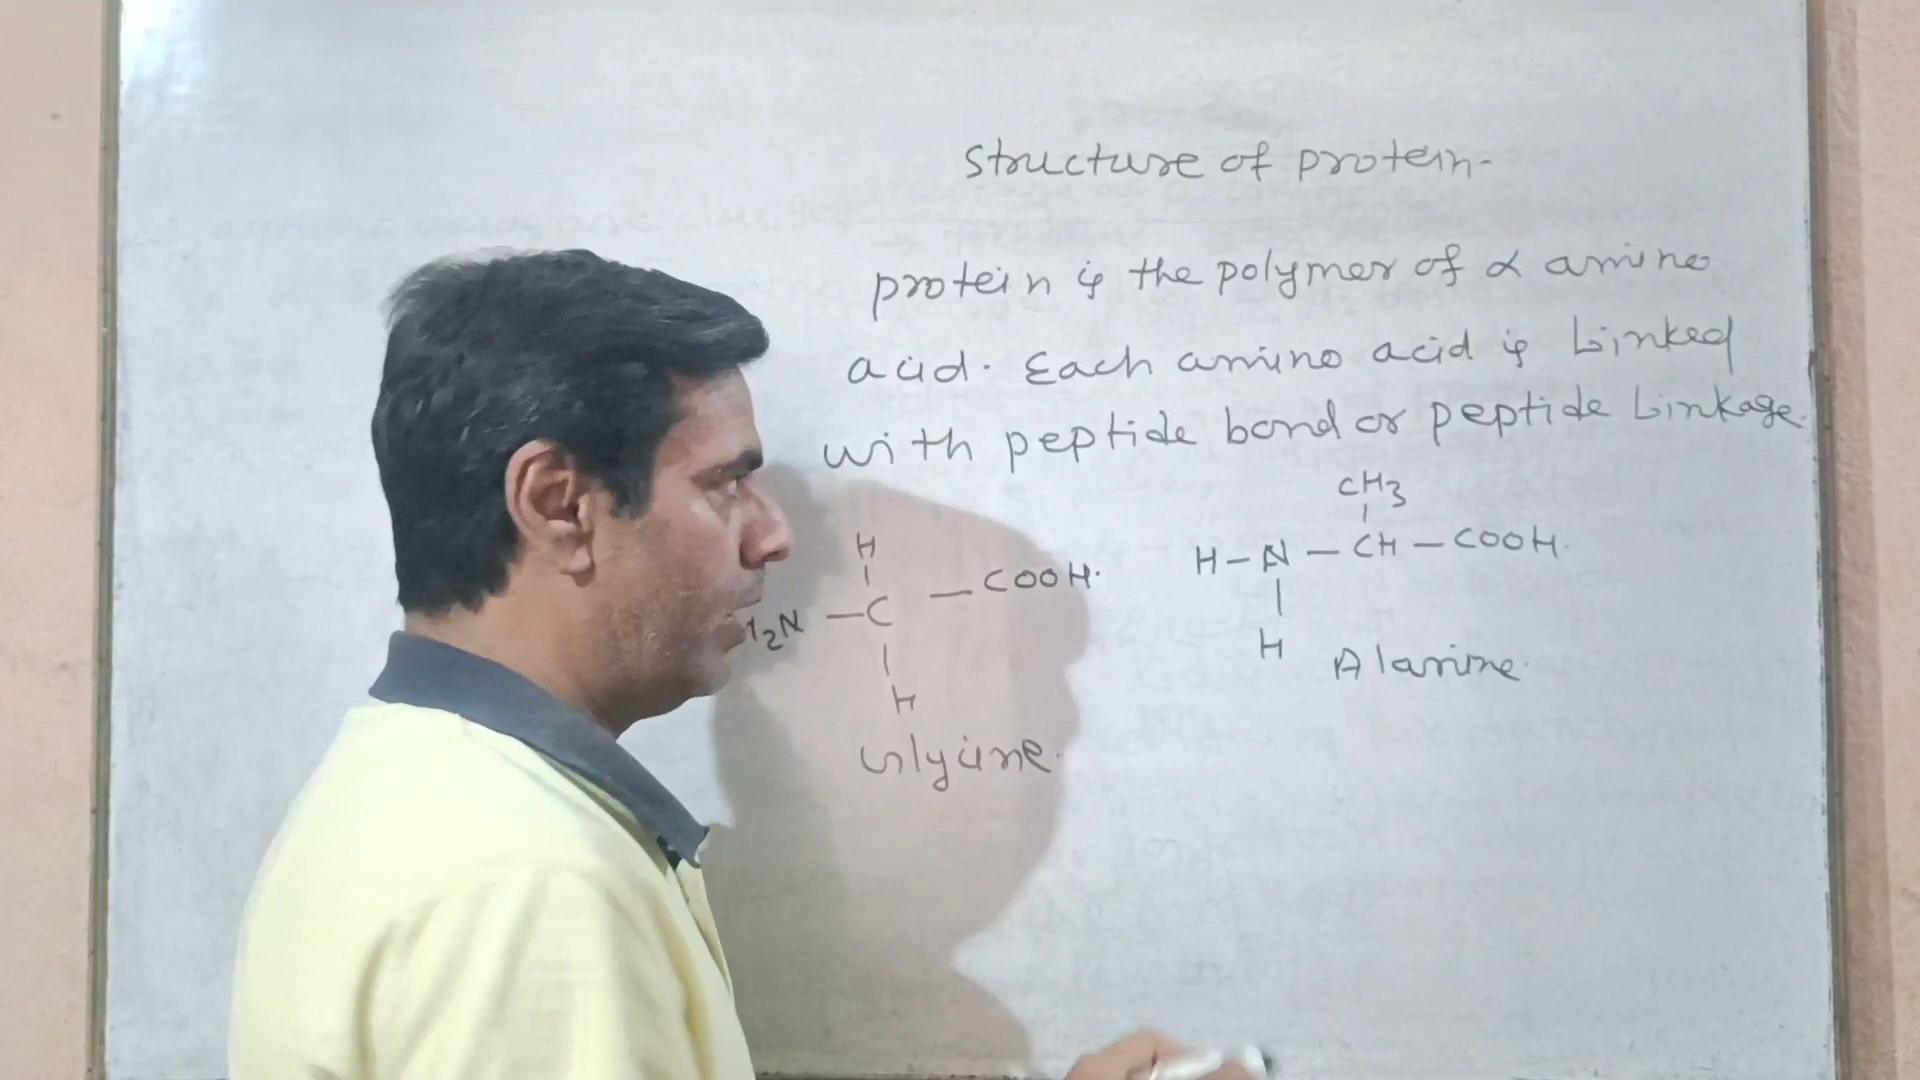 Structure of protein-
protein is the polymer of α amino
acid. Each amino acid is Linked
with peptide bond or peptide Linkage.
CH3
H
H-N-CH-COOH.
-C-COOH.
2N
H
H
Alanine.
Glycine.